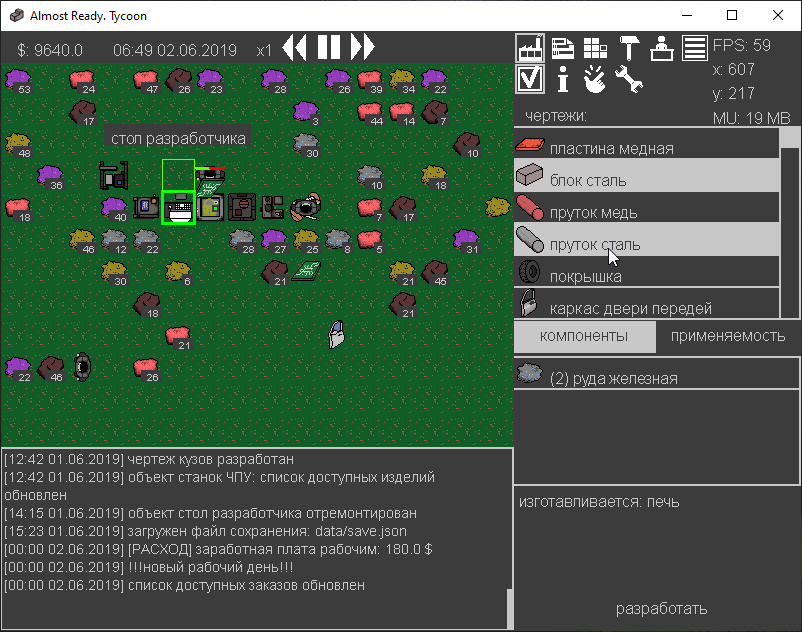 Almost Ready. Tycoon
$: 9640.0 06:49 02.06.2019 x1
FPS: 59
x: 607
y: 217
MU: 19 MB
53 24 47 26 23 28 26 39 34 22
17 3 44 14 7
стол разработчика
48 30 10
36 10 18
18 40 7 17
46 12 22 28 27 25 8 5 31
30 6 21 21 45
18 21
21
22 46 26
чертежи:
пластина медная
блок сталь
пруток медь
пруток сталь
покрышка
каркас двери передей
компоненты применяемость
(2) руда железная
изготавливается: печь
разработать
[12:42 01.06.2019] чертеж кузов разработан
[12:42 01.06.2019] объект станок ЧПУ: список доступных изделий
обновлен
[14:15 01.06.2019] объект стол разработчика отремонтирован
[15:23 01.06.2019] загружен файл сохранения: data/save.json
[00:00 02.06.2019] [РАСХОД] заработная плата рабочим: 180.0 $
[00:00 02.06.2019] !!!новый рабочий день!!!
[00:00 02.06.2019] список доступных заказов обновлен